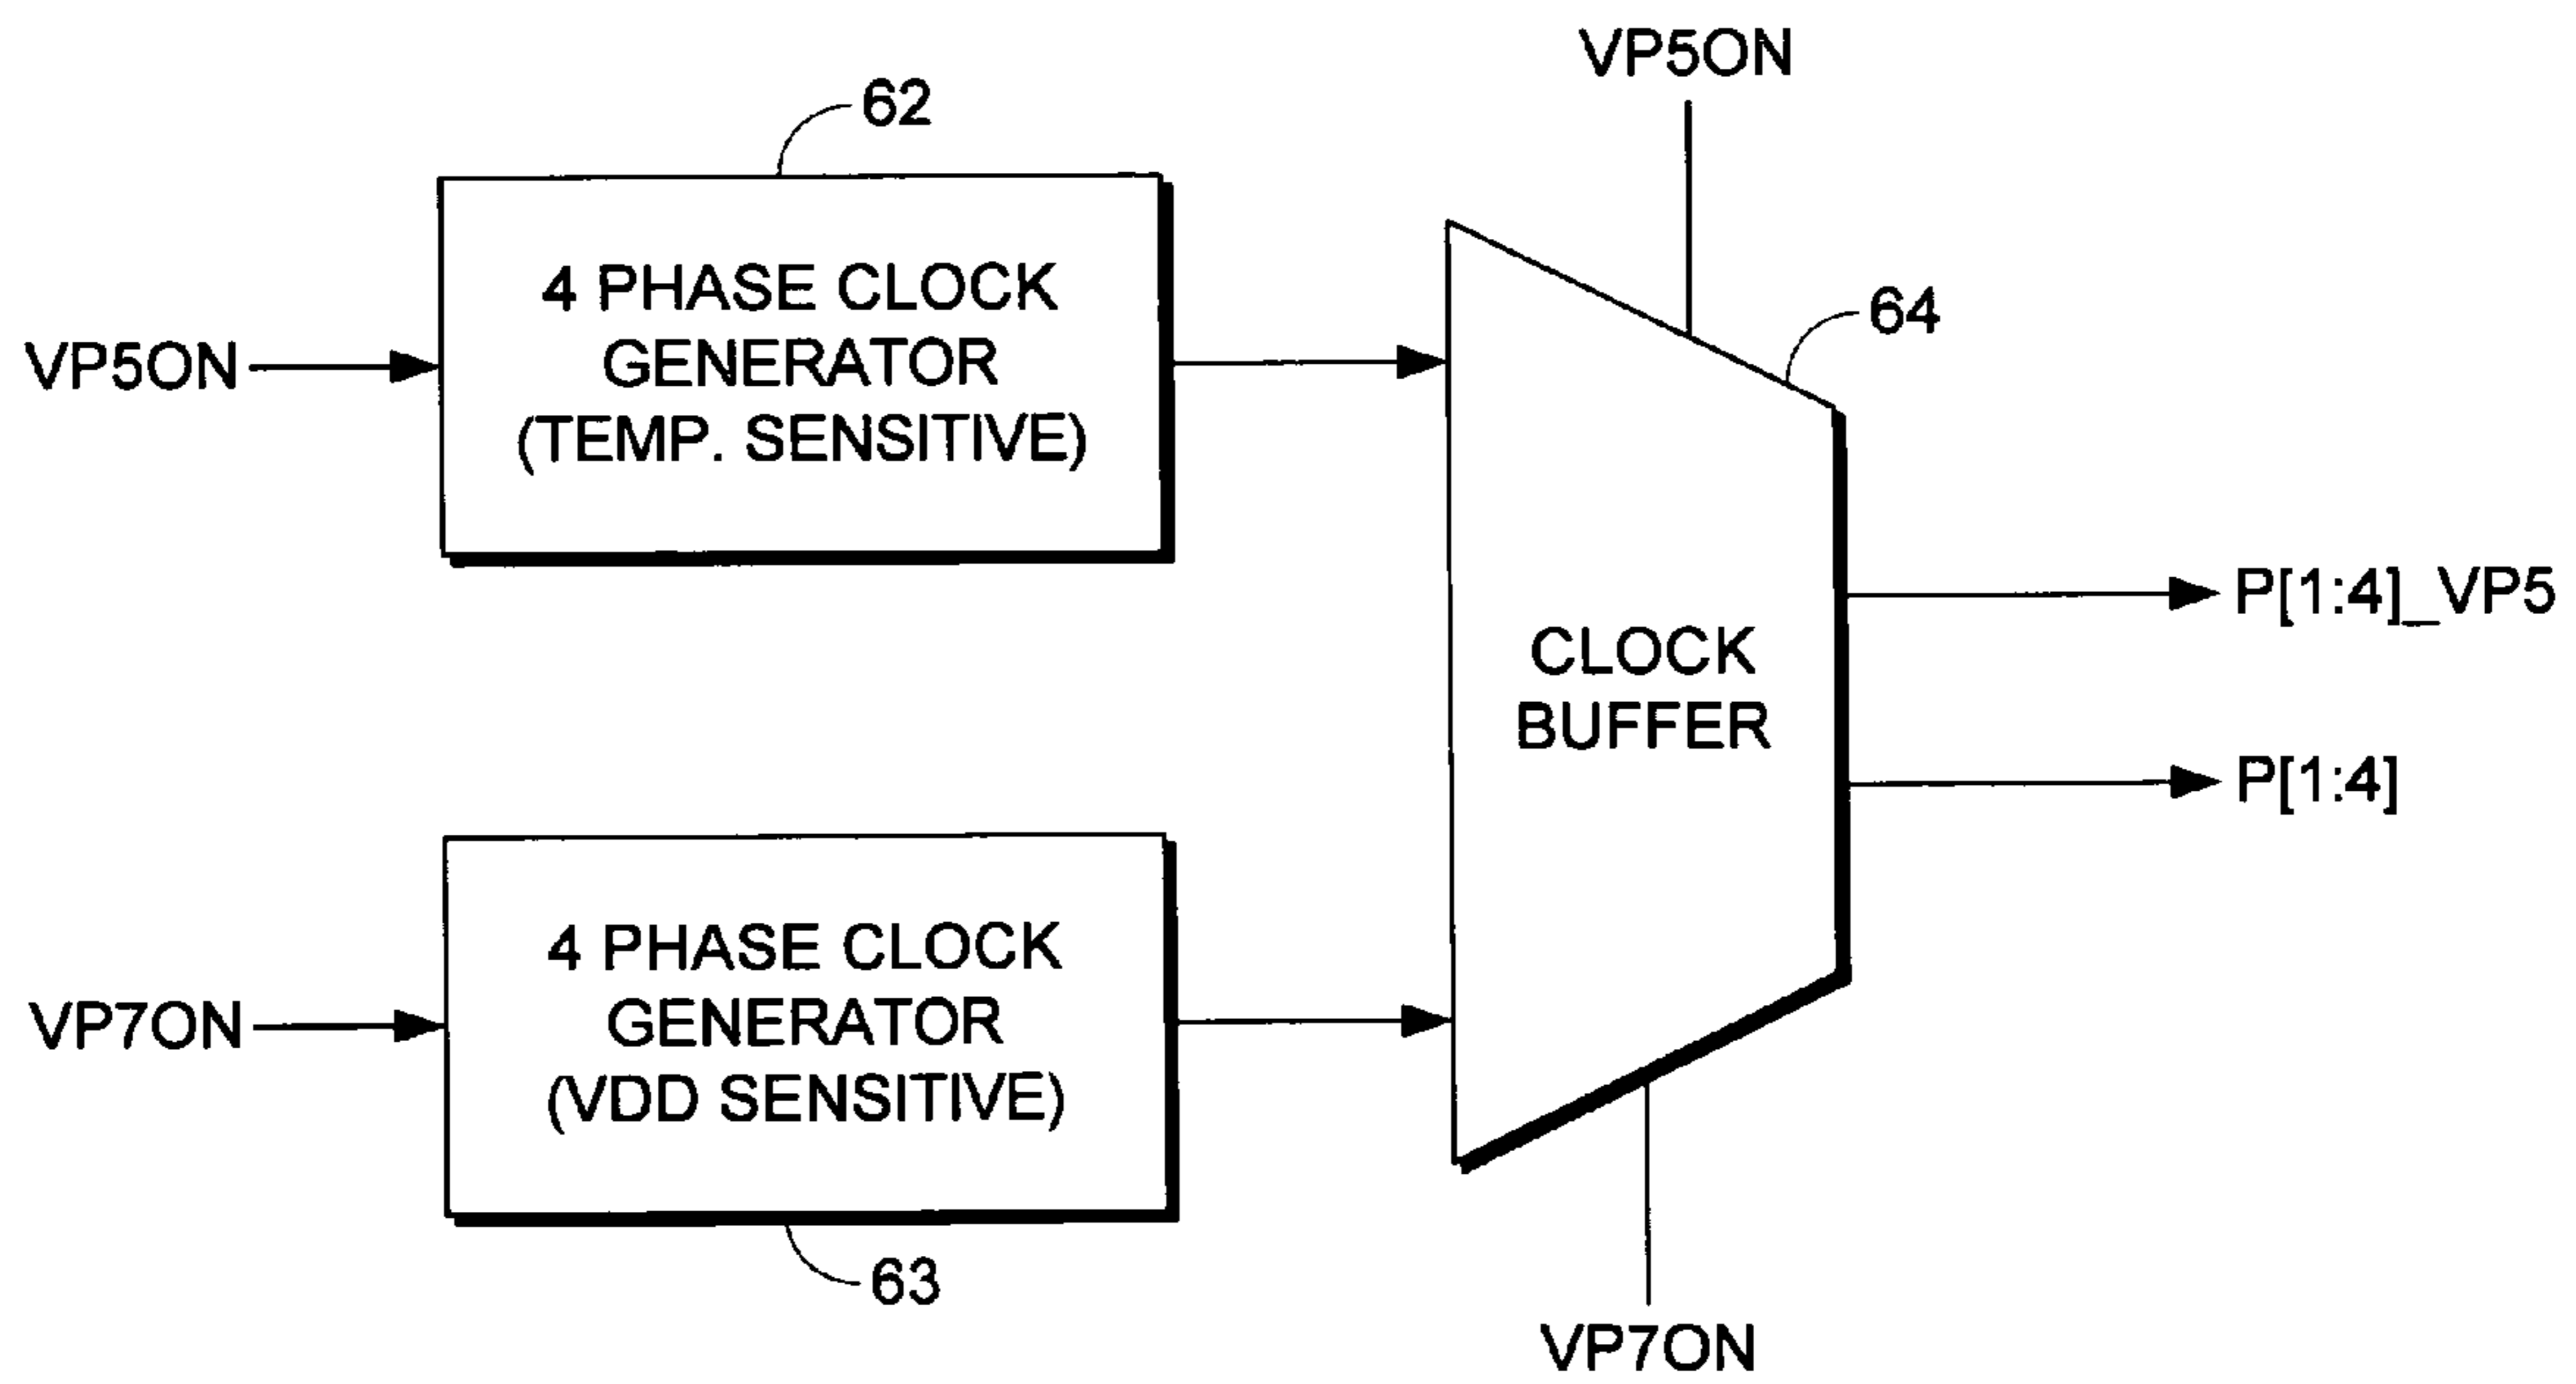 VP5ON
62
4 PHASE CLOCK
GENERATOR
(TEMP. SENSITIVE)
VP5ON
64
CLOCK
BUFFER
P[1:4]_VP5
P[1:4]
VP7ON
4 PHASE CLOCK
GENERATOR
(VDD SENSITIVE)
63
VP7ON